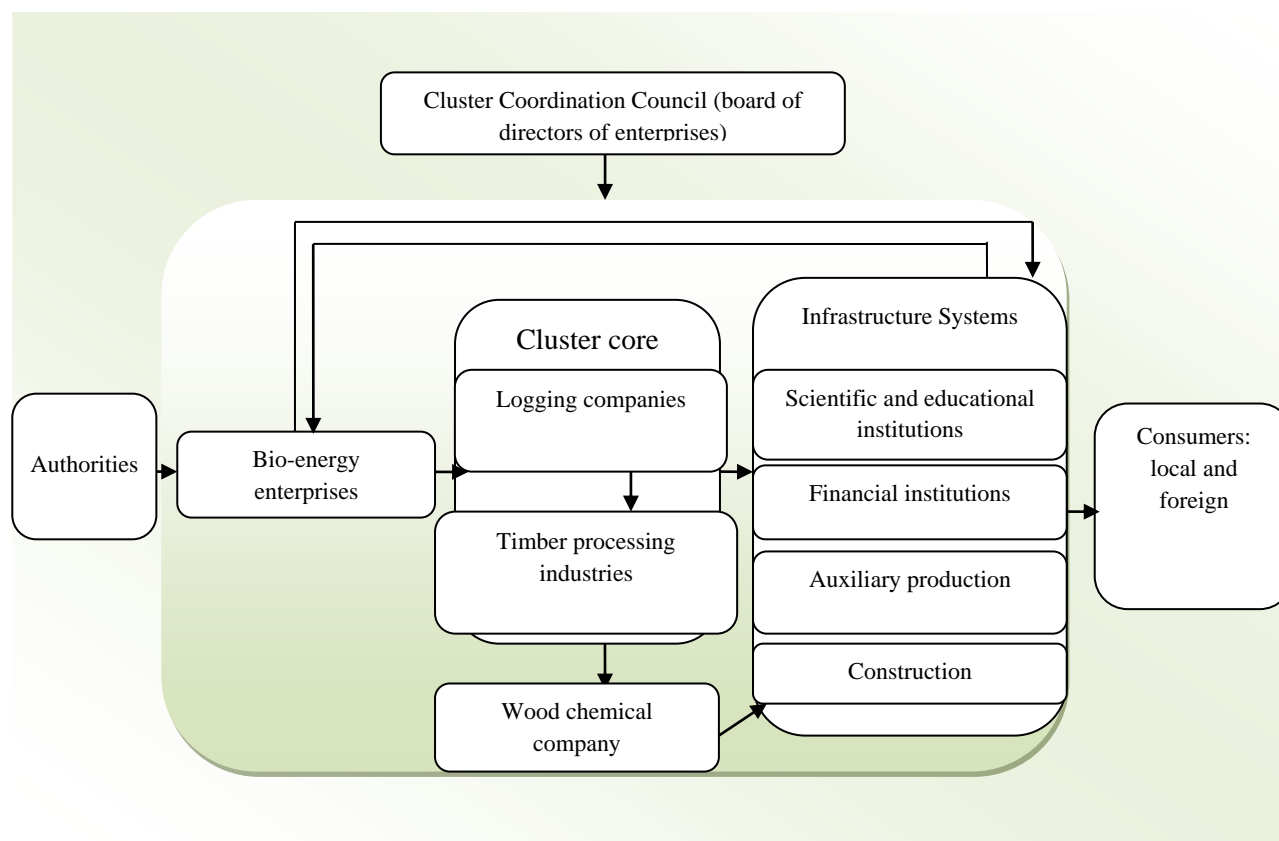 Cluster Coordination Council (board of
directors of enterprises)
Infrastructure Systems
Cluster core
Logging companies
Scientific and educational
institutions
Authorities
Bio-energy
enterprises
Financial institutions
Consumers:
local and
foreign
Timber processing
industries
Auxiliary production
Construction
Wood chemical
company